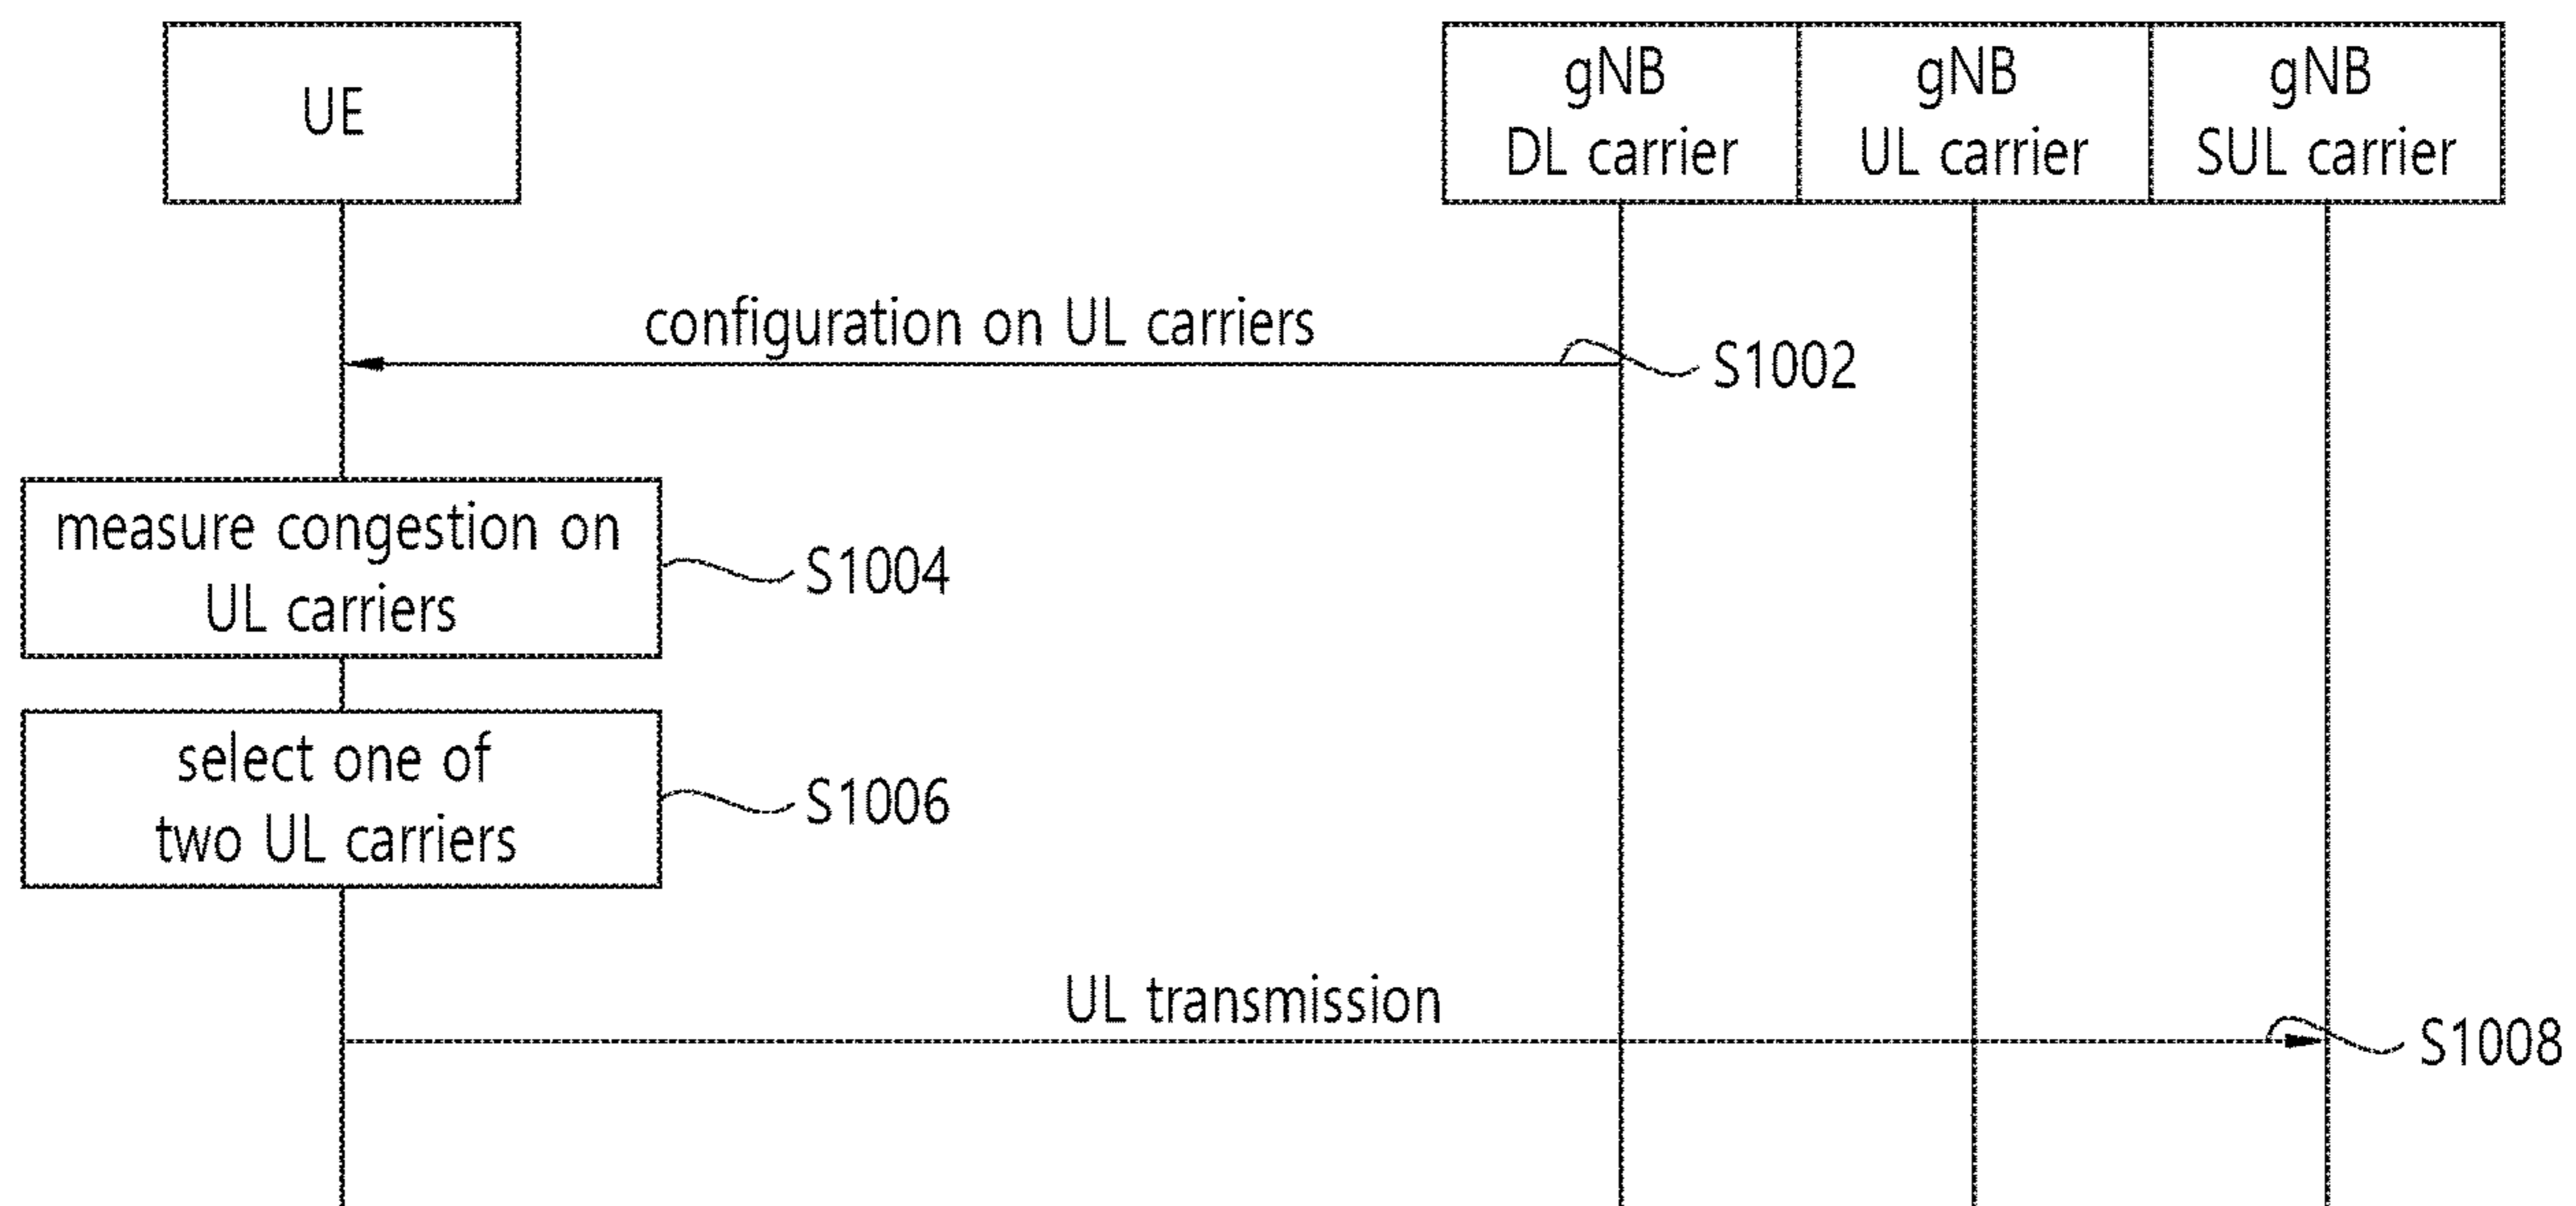 UE
gNB
DL carrier
gNB
UL carrier
gNB
SUL carrier
configuration on UL carriers
S1002
measure congestion on
UL carriers
S1004
select one of
two UL carriers
S1006
UL transmission
S1008